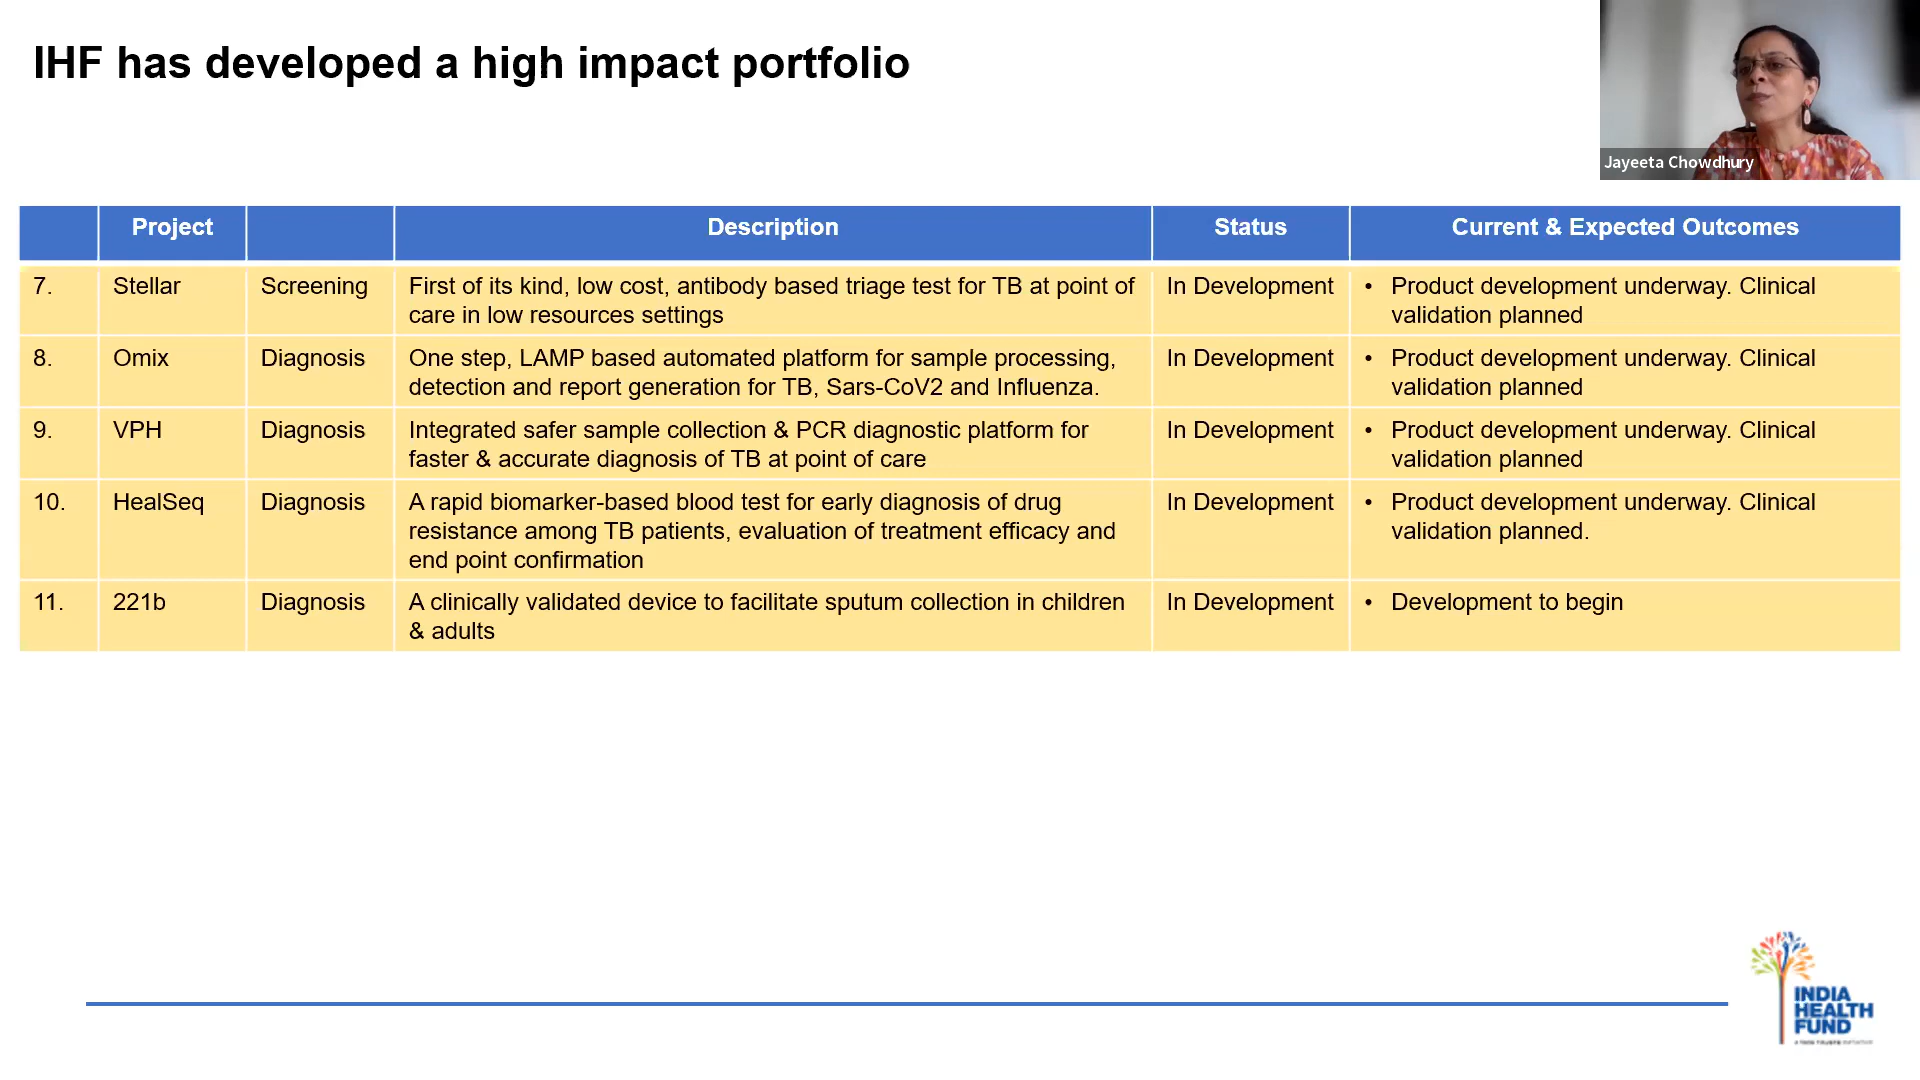 IHF has developed a high impact portfolio
Jayeeta Chowdhury
Project Description Status Current & Expected Outcomes
7. Stellar Screening First of its kind, low cost, antibody based triage test for TB at point of In Development • Product development underway. Clinical
care in low resources settings validation planned
8. Omix Diagnosis One step, LAMP based automated platform for sample processing, In Development • Product development underway. Clinical
detection and report generation for TB, Sars-CoV2 and Influenza. validation planned
9. VPH Diagnosis Integrated safer sample collection & PCR diagnostic platform for In Development • Product development underway. Clinical
faster & accurate diagnosis of TB at point of care validation planned
10. HealSeq Diagnosis A rapid biomarker-based blood test for early diagnosis of drug In Development • Product development underway. Clinical
resistance among TB patients, evaluation of treatment efficacy and validation planned.
end point confirmation
11. 221b Diagnosis A clinically validated device to facilitate sputum collection in children In Development • Development to begin
& adults
INDIA
HEALTH
FUND